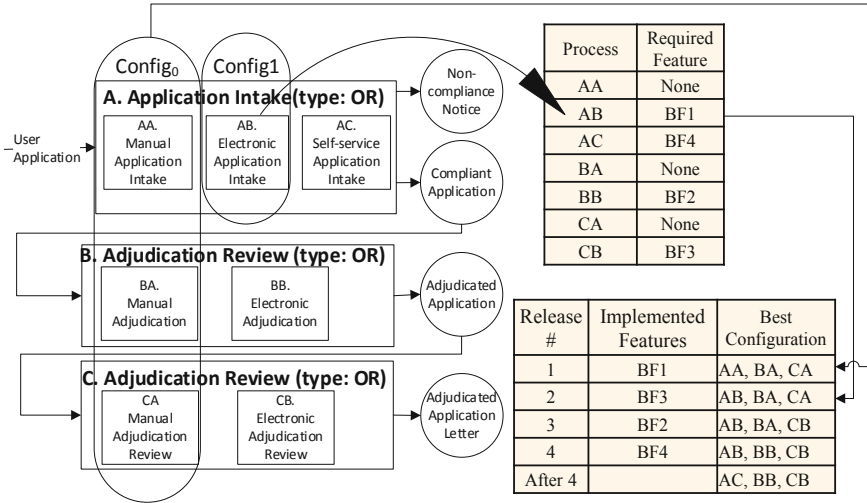 Config0
Config1
A. Application Intake(type: OR)
User
Application
AA.
Manual
Application
Intake
AB.
Electronic
Application
Intake
AC.
Self-service
Application
Intake
Non-
compliance
Notice
Compliant
Application
B. Adjudication Review (type: OR)
BA.
Manual
Adjudication
BB.
Electronic
Adjudication
Adjudicated
Application
C. Adjudication Review (type: OR)
CA
Manual
Adjudication
Review
CB.
Electronic
Adjudication
Review
Adjudicated
Application
Letter
Process Required Feature
AA None
AB BF1
AC BF4
BA None
BB BF2
CA None
CB BF3
Release # Implemented Features Best Configuration
1 BF1 AA, BA, CA
2 BF3 AB, BA, CA
3 BF2 AB, BA, CB
4 BF4 AB, BB, CB
After 4 AC, BB, CB